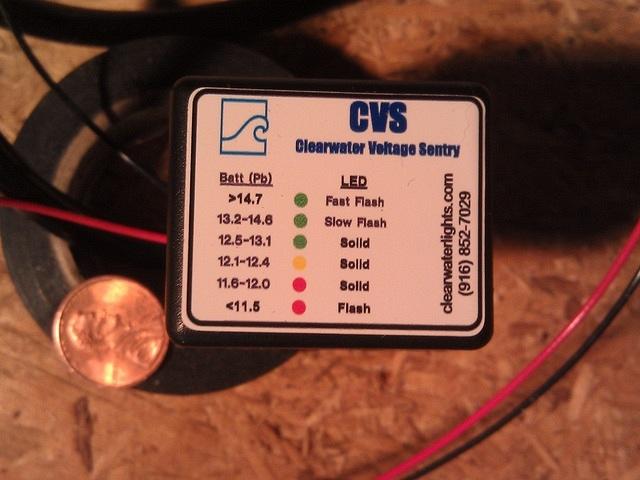 CVS
Clearwater Voltage Sentry
Batt (Pb) LED
>14.7 Fast Flash
13.2-14.6 Slow Flash
12.5-13.1 Solid
12.1-12.4 Solid
11.6-12.0 Solid
<11.5 Flash
clearwaterlights.com
(916) 852-7029